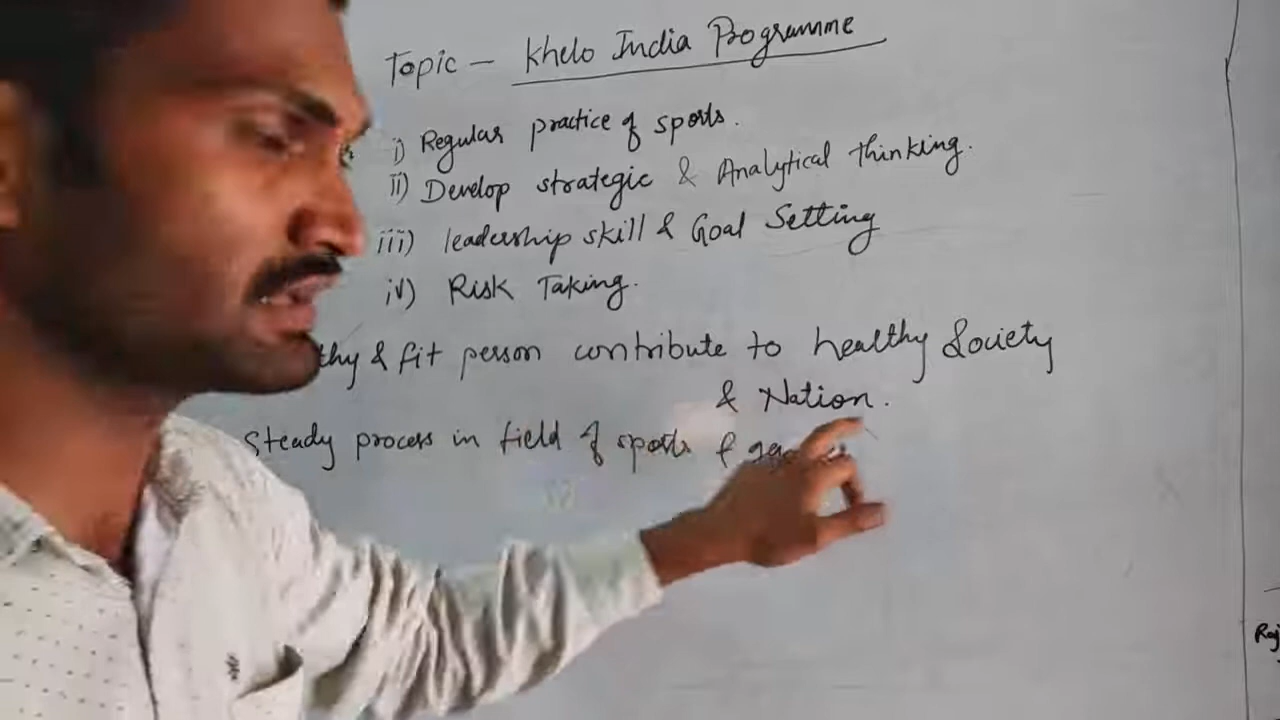 Topic - Khelo India Programme
i) Regular practice of sports.
ii) Develop strategic & Analytical thinking.
iii) leadership skill & Goal Setting
iv) Risk Taking.
thy & fit person contribute to healthy Society
& Nation.
Steady process in field of sports &
Raj